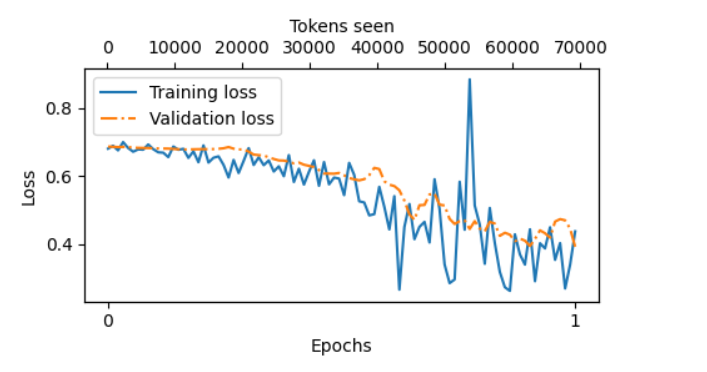 Tokens seen
0 10000 20000 30000 40000 50000 60000 70000
Training loss
Validation loss
0.8
0.6
0.4
Loss
0 1
Epochs